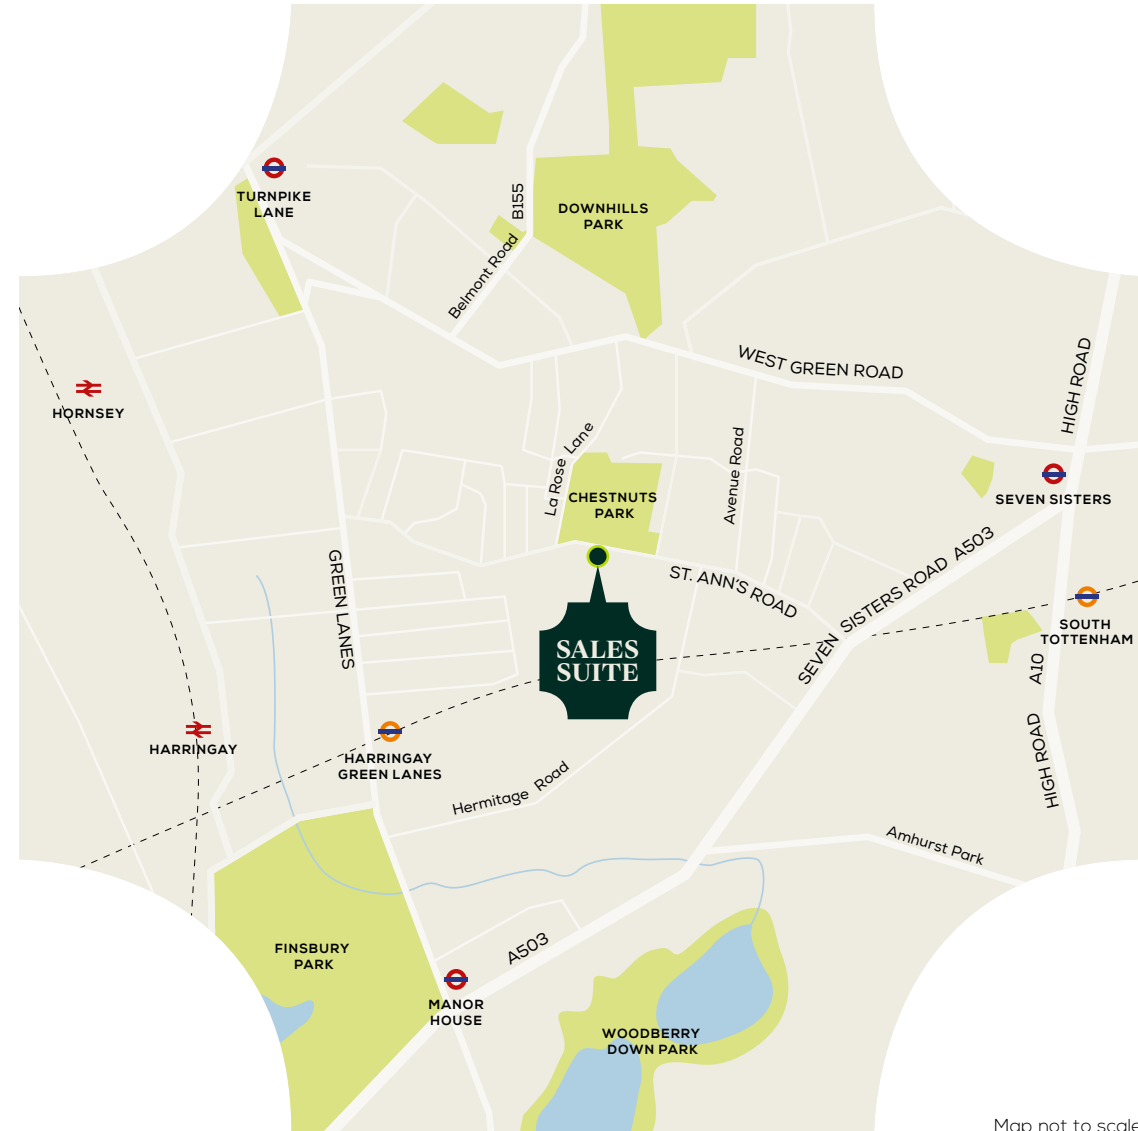 TURNPIKE
LANE
B155
DOWNHILLS
PARK
Belmont Road
WEST GREEN ROAD
HIGH ROAD
HORNSEY
La Rose Lane
Avenue Road
CHESTNUTS
PARK
SEVEN SISTERS
GREEN LANES
ST. ANN'S ROAD
SEVEN SISTERS ROAD A503
SALES
SUITE
SOUTH
TOTTENHAM
HIGH ROAD A10
HARRINGAY
HARRINGAY
GREEN LANES
Hermitage Road
Amhurst Park
FINSBURY
PARK
A503
MANOR
HOUSE
WOODBERRY
DOWN PARK
Map not to scale